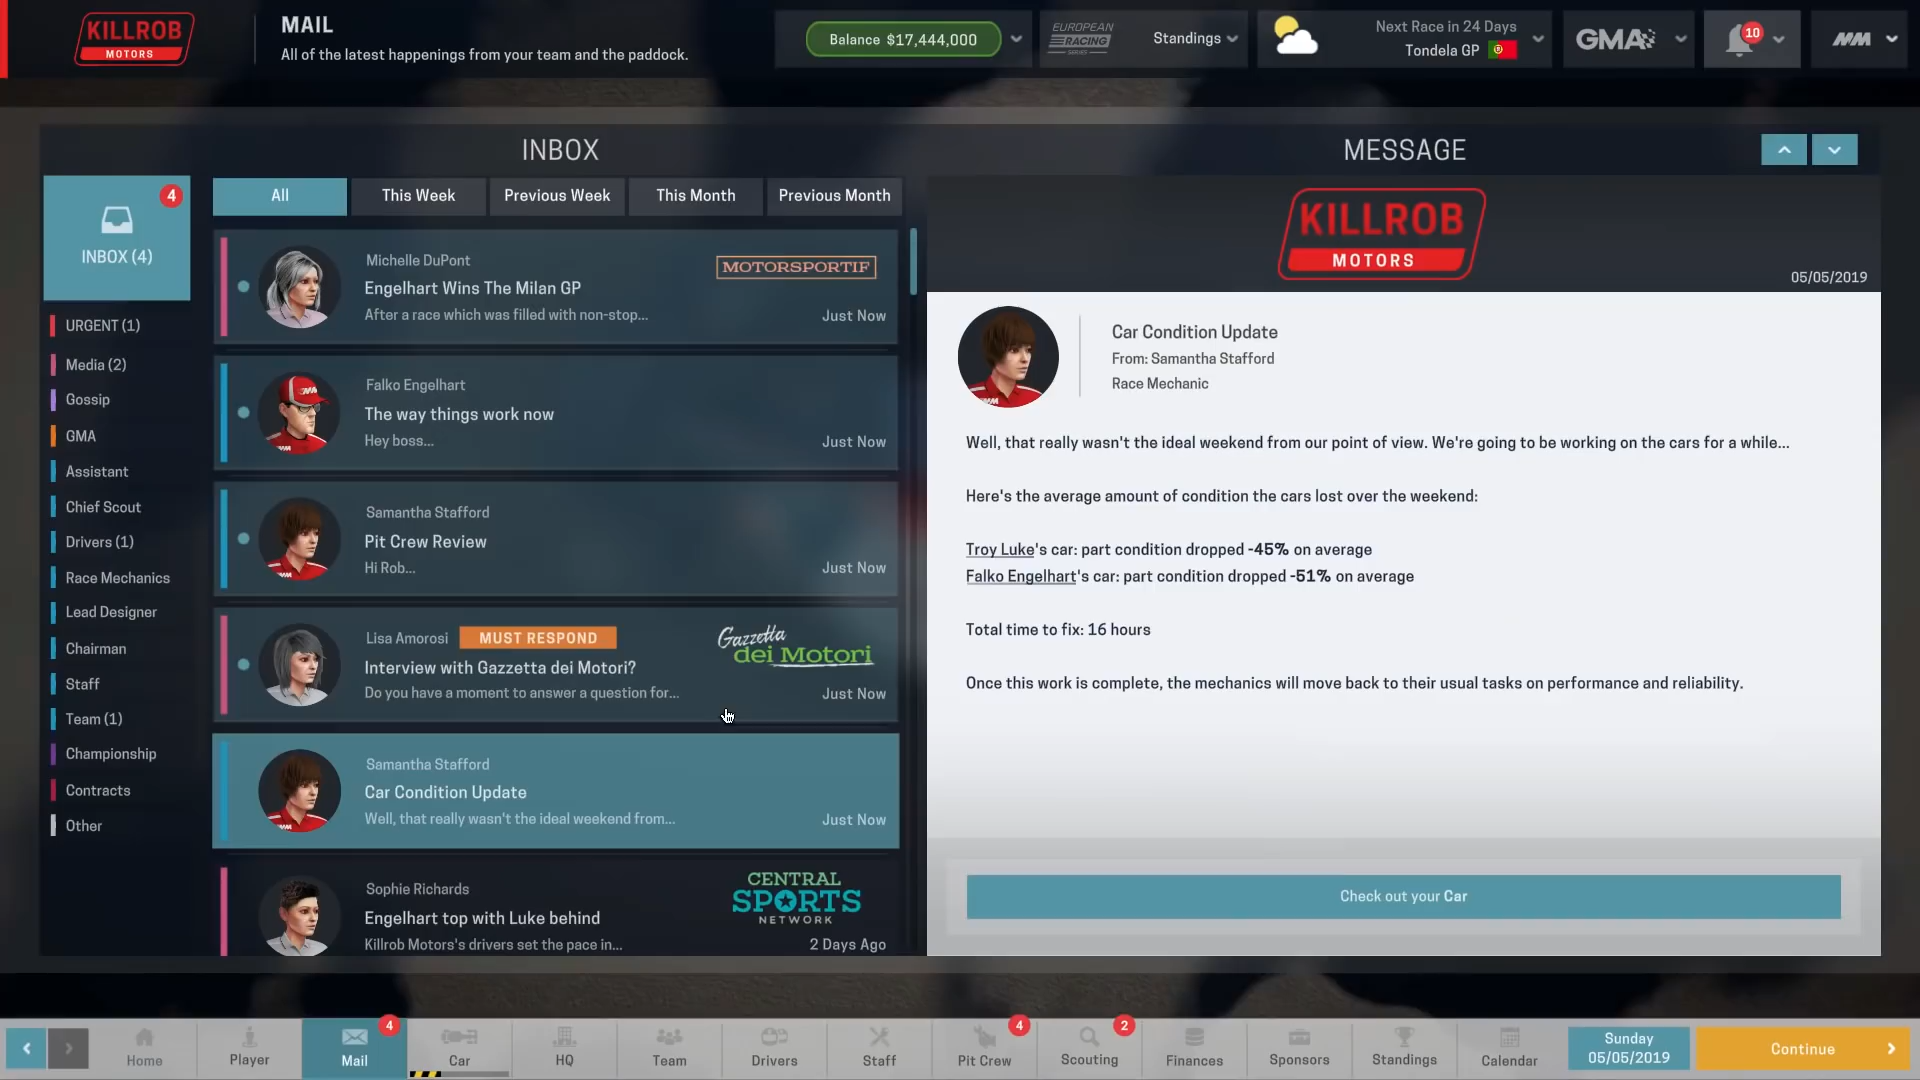 KILLROB
MOTORS
MAIL
All of the latest happenings from your team and the paddock.
Balance $17,444,000
EUROPEAN
RACING
SERIES
Standings
Next Race in 24 Days
Tondela GP
GMA
10
MM
INBOX
MESSAGE
4
INBOX (4)
URGENT (1)
Media (2)
Gossip
GMA
Assistant
Chief Scout
Drivers (1)
Race Mechanics
Lead Designer
Chairman
Staff
Team (1)
Championship
Contracts
Other
All
This Week
Previous Week
This Month
Previous Month
Michelle DuPont
MOTORSPORTIF
Engelhart Wins The Milan GP
After a race which was filled with non-stop...
Just Now
Falko Engelhart
The way things work now
Hey boss...
Just Now
Samantha Stafford
Pit Crew Review
Hi Rob...
Just Now
Lisa Amorosi
MUST RESPOND
Gazzetta
dei Motori
Interview with Gazzetta dei Motori?
Do you have a moment to answer a question for...
Just Now
Samantha Stafford
Car Condition Update
Well, that really wasn't the ideal weekend from...
Just Now
Sophie Richards
CENTRAL
SPORTS
NETWORK
Engelhart top with Luke behind
Killrob Motors's drivers set the pace in...
2 Days Ago
KILLROB
MOTORS
05/05/2019
Car Condition Update
From: Samantha Stafford
Race Mechanic
Well, that really wasn't the ideal weekend from our point of view. We're going to be working on the cars for a while...
Here's the average amount of condition the cars lost over the weekend:
Troy Luke's car: part condition dropped -45% on average
Falko Engelhart's car: part condition dropped -51% on average
Total time to fix: 16 hours
Once this work is complete, the mechanics will move back to their usual tasks on performance and reliability.
Check out your Car
Home
Player
4
Mail
Car
HQ
Team
Drivers
Staff
4
Pit Crew
2
Scouting
Finances
Sponsors
Standings
Calendar
Sunday
05/05/2019
Continue